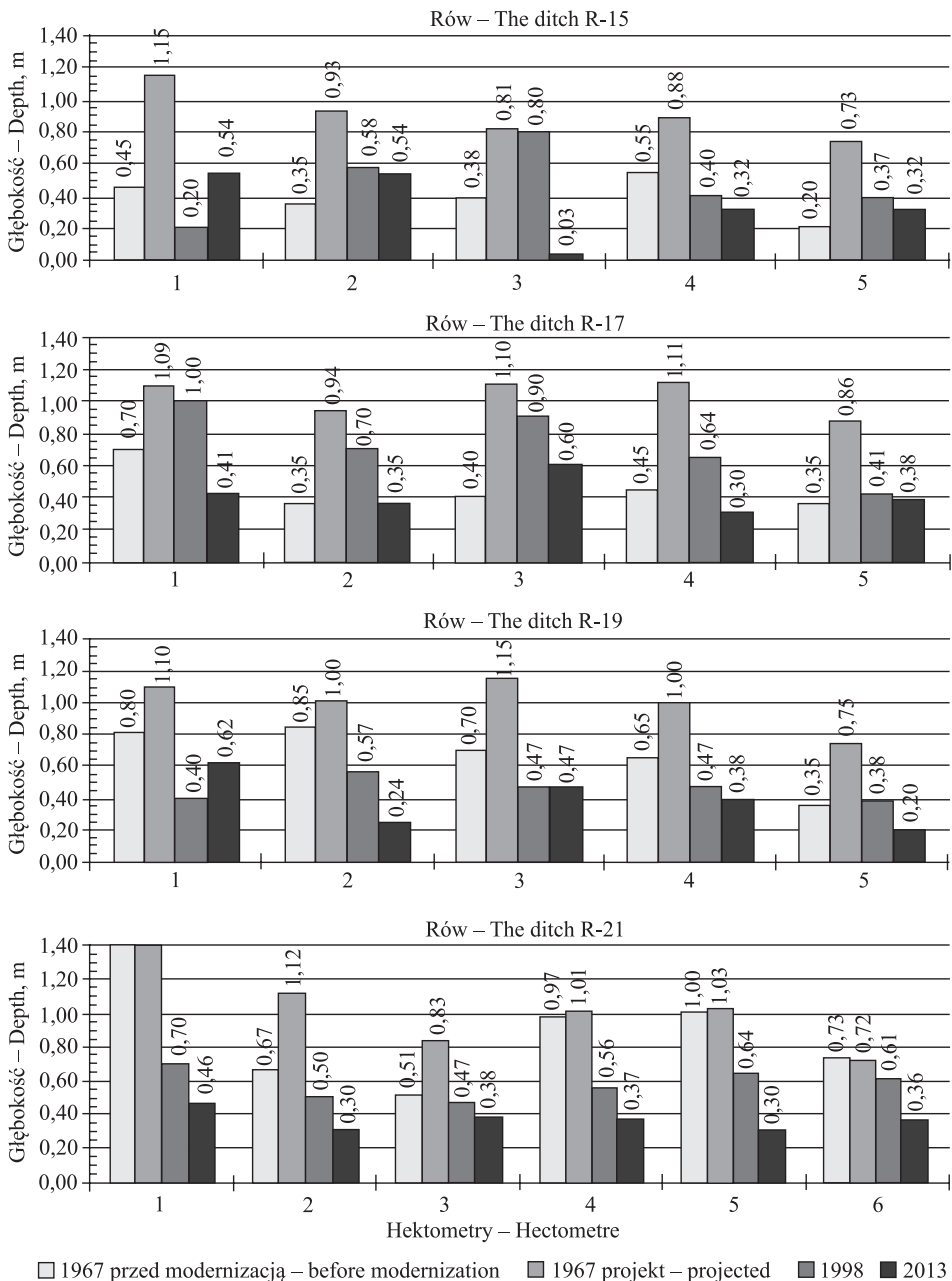 Rów – The ditch R-15
Głębokość – Depth, m
1,40
1,20
1,00
0,80
0,60
0,40
0,20
0,00
0,45 1,15 0,20 0,54
0,35 0,93 0,58 0,54
0,38 0,81 0,80 0,03
0,55 0,88 0,40 0,32
0,20 0,73 0,37 0,32
1 2 3 4 5
Rów – The ditch R-17
Głębokość – Depth, m
1,40
1,20
1,00
0,80
0,60
0,40
0,20
0,00
0,70 1,09 1,00 0,41
0,35 0,94 0,70 0,35
0,40 1,10 0,90 0,60
0,45 1,11 0,64 0,30
0,35 0,86 0,41 0,38
1 2 3 4 5
Rów – The ditch R-19
Głębokość – Depth, m
1,40
1,20
1,00
0,80
0,60
0,40
0,20
0,00
0,80 1,10 0,40 0,62
0,85 1,00 0,57 0,24
0,70 1,15 0,47 0,47
0,65 1,00 0,47 0,38
0,35 0,75 0,38 0,20
1 2 3 4 5
Rów – The ditch R-21
Głębokość – Depth, m
1,40
1,00
0,80
0,60
0,40
0,20
0,00
0,70 0,46
0,67 1,12 0,50 0,30
0,51 0,83 0,47 0,38
0,97 1,01 0,56 0,37
1,00 1,03 0,64 0,30
0,73 0,72 0,61 0,36
1 2 3 4 5 6
Hektometry – Hectometre
1967 przed modernizacją – before modernization 1967 projekt – projected 1998 2013